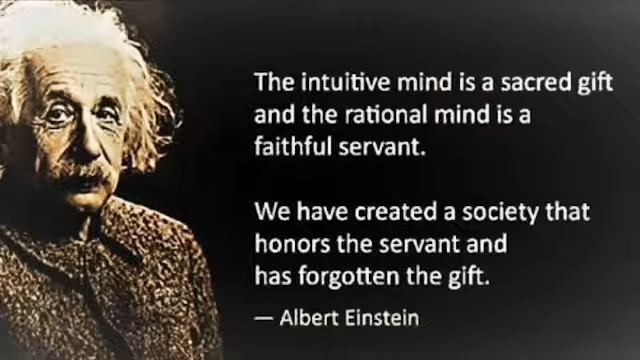 The intuitive mind is a sacred gift
and the rational mind is a
faithful servant.
We have created a society that
honors the servant and
has forgotten the gift.
— Albert Einstein